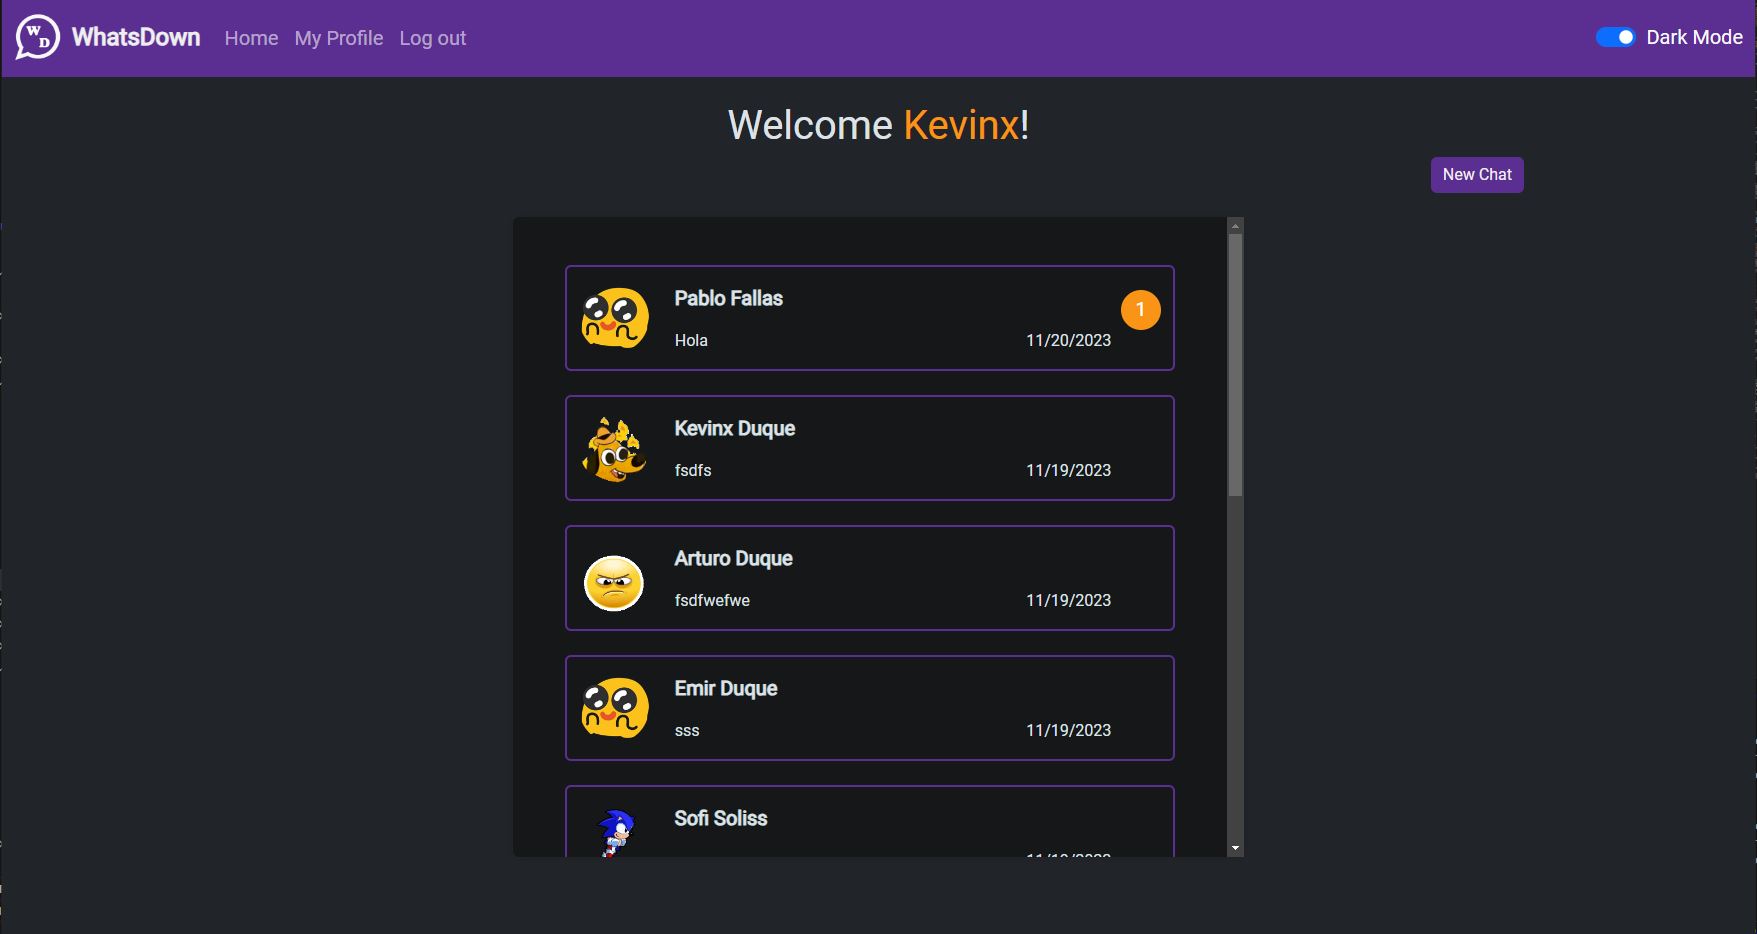 W D WhatsDown Home My Profile Log out Dark Mode
Welcome Kevinx!
New Chat
Pablo Fallas
1
Hola 11/20/2023
Kevinx Duque
fsdfs 11/19/2023
Arturo Duque
fsdfwefwe 11/19/2023
Emir Duque
sss 11/19/2023
Sofi Soliss